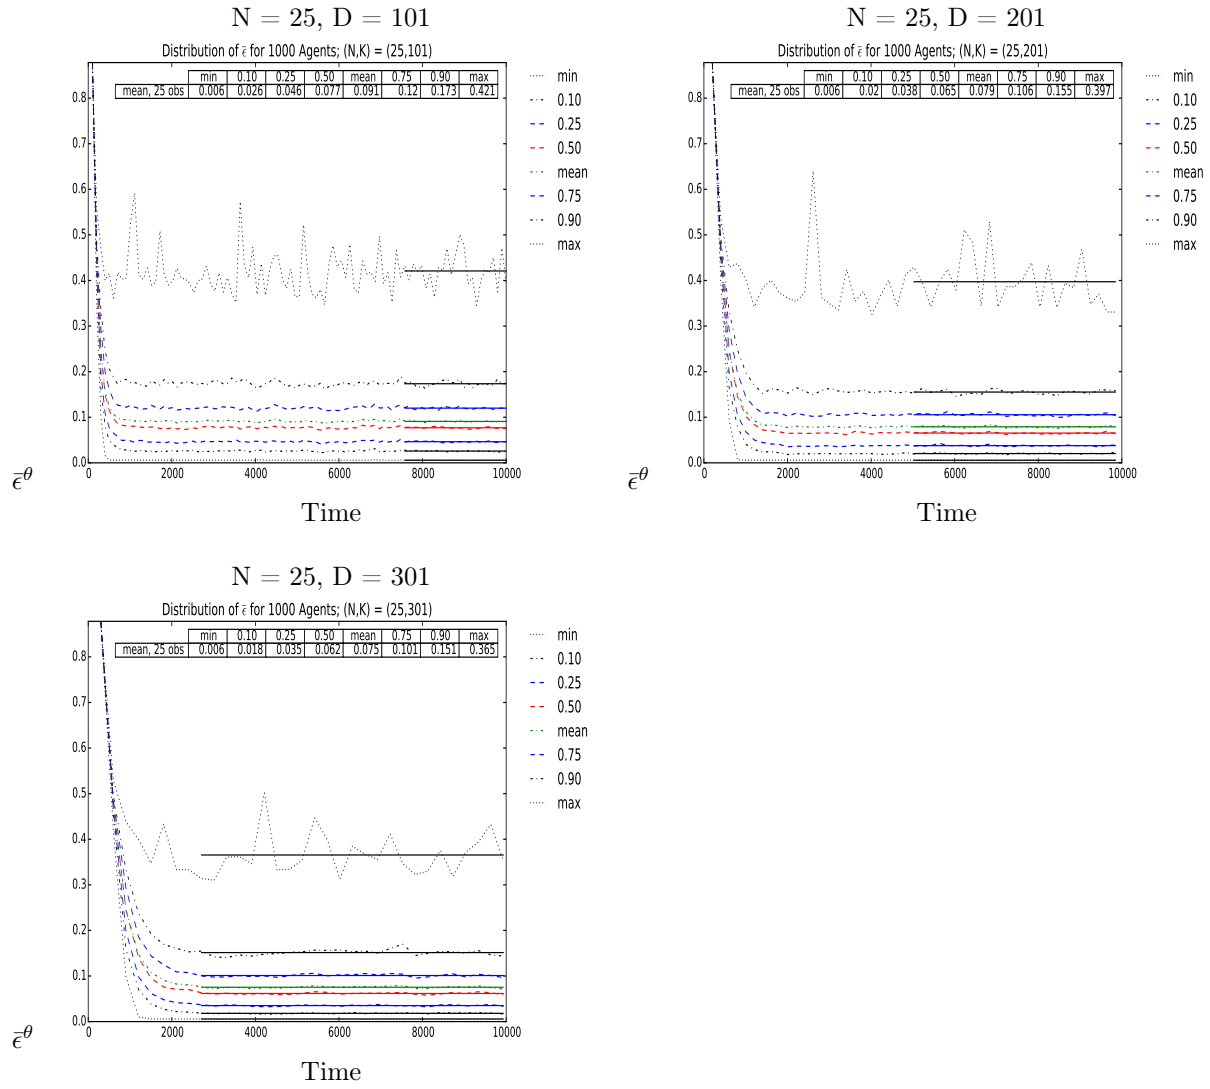 N = 25, D = 101
Distribution of ε̄ for 1000 Agents; (N,K) = (25,101)
min 0.10 0.25 0.50 mean 0.75 0.90 max
mean, 25 obs 0.006 0.026 0.046 0.077 0.091 0.12 0.173 0.421
0.8
0.7
0.6
0.5
0.4
0.3
0.2
0.1
0.0
0 2000 4000 6000 8000 10000
min
0.10
0.25
0.50
mean
0.75
0.90
max
ε̄^θ
Time
N = 25, D = 201
Distribution of ε̄ for 1000 Agents; (N,K) = (25,201)
min 0.10 0.25 0.50 mean 0.75 0.90 max
mean, 25 obs 0.006 0.02 0.038 0.065 0.079 0.106 0.155 0.397
0.8
0.7
0.6
0.5
0.4
0.3
0.2
0.1
0.0
0 2000 4000 6000 8000 10000
min
0.10
0.25
0.50
mean
0.75
0.90
max
ε̄^θ
Time
N = 25, D = 301
Distribution of ε̄ for 1000 Agents; (N,K) = (25,301)
min 0.10 0.25 0.50 mean 0.75 0.90 max
mean, 25 obs 0.006 0.018 0.035 0.062 0.075 0.101 0.151 0.365
0.8
0.7
0.6
0.5
0.4
0.3
0.2
0.1
0.0
0 2000 4000 6000 8000 10000
min
0.10
0.25
0.50
mean
0.75
0.90
max
ε̄^θ
Time